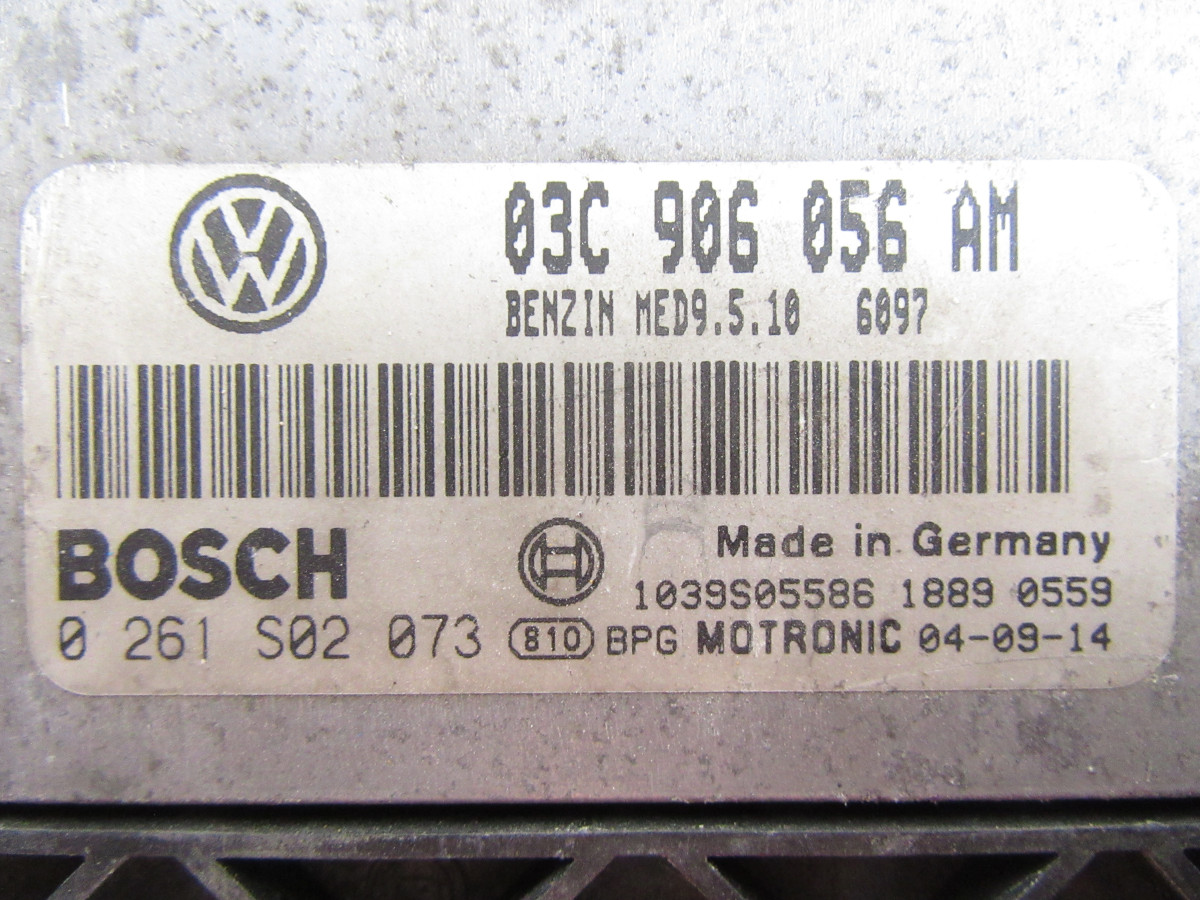 03C 906 056 AM
BENZIN MED9.5.10 6097
BOSCH
Made in Germany
1039S05586 1889 0559
0 261 S02 073 810 BPG MOTRONIC 04-09-14